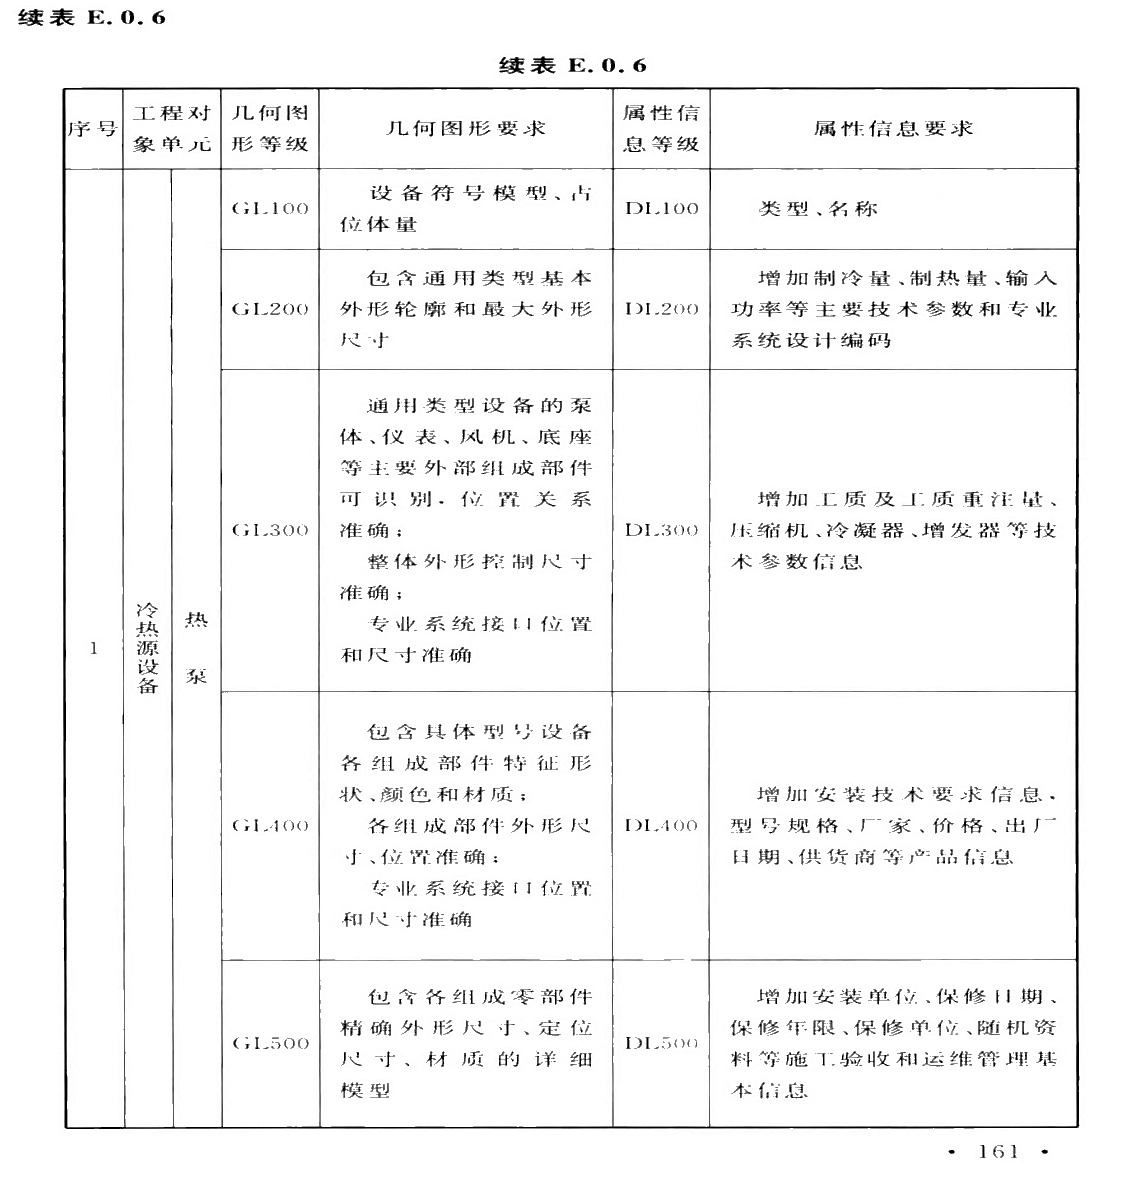 续表 E.0.6
续表 E.0.6
序号
工程对
象单元
几何图
形等级
几何图形要求
属性信
息等级
属性信息要求
1
冷热源设备
热泵
GL100
设备符号模型、占
位体量
DL100
类型、名称
GL200
包含通用类型基本
外形轮廓和最大外形
尺寸
DL200
增加制冷量、制热量、输入
功率等主要技术参数和专业
系统设计编码
GL300
通用类型设备的泵
体、仪表、风机、底座
等主要外部组成部件
可识别,位置关系
准确;
整体外形控制尺寸
准确;
专业系统接口位置
和尺寸准确
DL300
增加工质及工质重注量、
压缩机、冷凝器、增发器等技
术参数信息
GL400
包含具体型号设备
各组成部件特征形
状、颜色和材质;
各组成部件外形尺
寸、位置准确;
专业系统接口位置
和尺寸准确
DL400
增加安装技术要求信息,
型号规格、厂家、价格、出厂
日期、供货商等产品信息
GL500
包含各组成零部件
精确外形尺寸、定位
尺寸、材质的详细
模型
DL500
增加安装单位、保修日期、
保修年限、保修单位、随机资
料等施工验收和运维管理基
本信息
· 161 ·